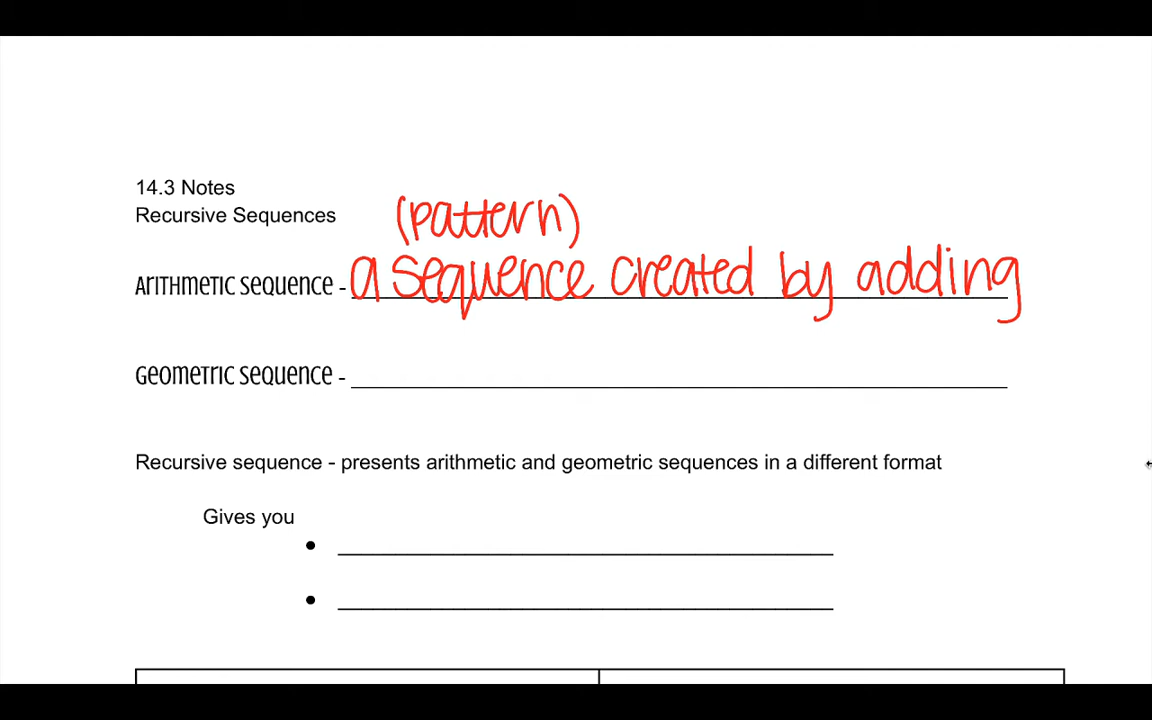 14.3 Notes
Recursive Sequences
(pattern)
Arithmetic Sequence - a sequence created by adding
Geometric Sequence -
Recursive sequence - presents arithmetic and geometric sequences in a different format
Gives you